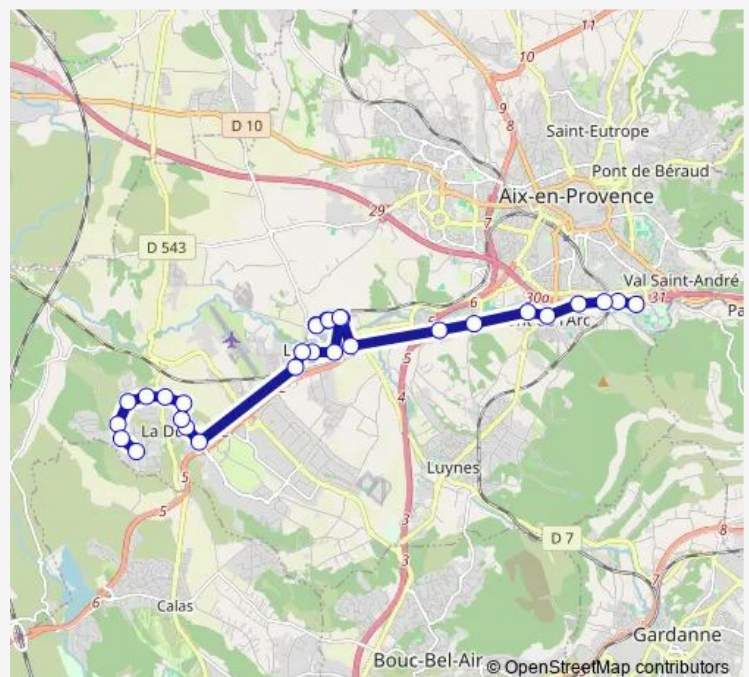 11
10
D 10
9
8
Saint-Eutrope
Pont de Béraud
Aix-en-Provence
29
7
D 543
Val Saint-André
6
30a
31
5
5
4
La
5
Luynes
5
3
D 7
8
3
7
6
Calas
Gardanne
Bouc-Bel-Air
© OpenStreetMap contributors